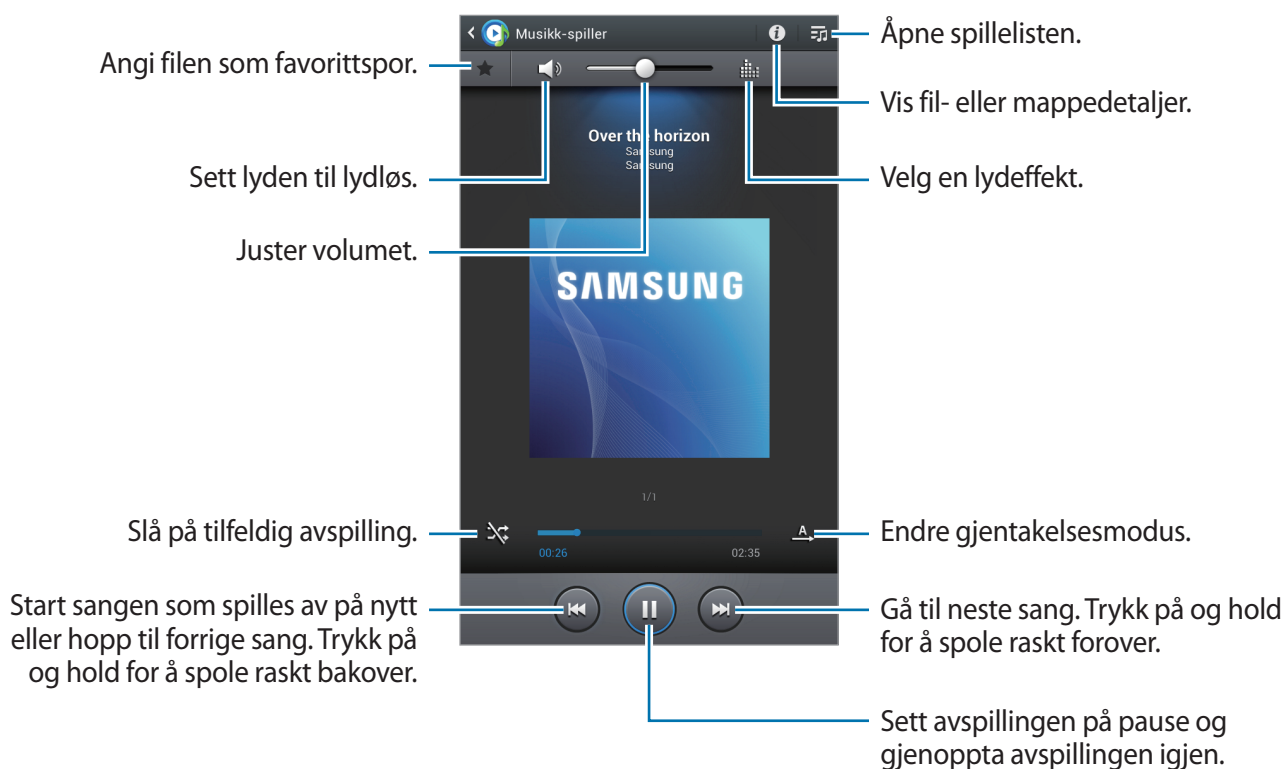 Musikk-spiller
Åpne spillelisten.
Angi filen som favorittspor.
Vis fil- eller mappedetaljer.
Over the horizon
Samsung
Samsung
Sett lyden til lydløs.
Velg en lydeffekt.
Juster volumet.
SAMSUNG
1/1
Slå på tilfeldig avspilling.
A
Endre gjentakelsesmodus.
00:26
02:35
Start sangen som spilles av på nytt
eller hopp til forrige sang. Trykk på
og hold for å spole raskt bakover.
Gå til neste sang. Trykk på og hold
for å spole raskt forover.
Sett avspillingen på pause og
gjenoppta avspillingen igjen.